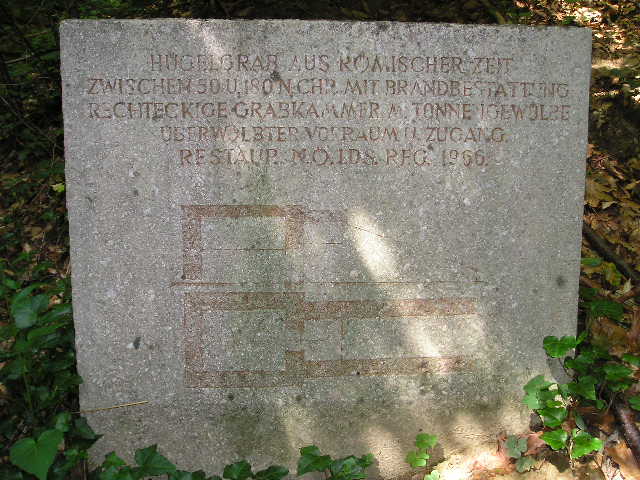 HÜGELGRAB AUS RÖMISCHER ZEIT
ZWISCHEN 50 U. 180 N. CHR. MIT BRANDBESTATTUNG
RECHTECKIGE GRABKAMMER M. TONNENGEWÖLBE
ÜBERWÖLBTER VORRAUM U. ZUGANG.
RESTAUR. N.Ö. LDS. REG. 1966